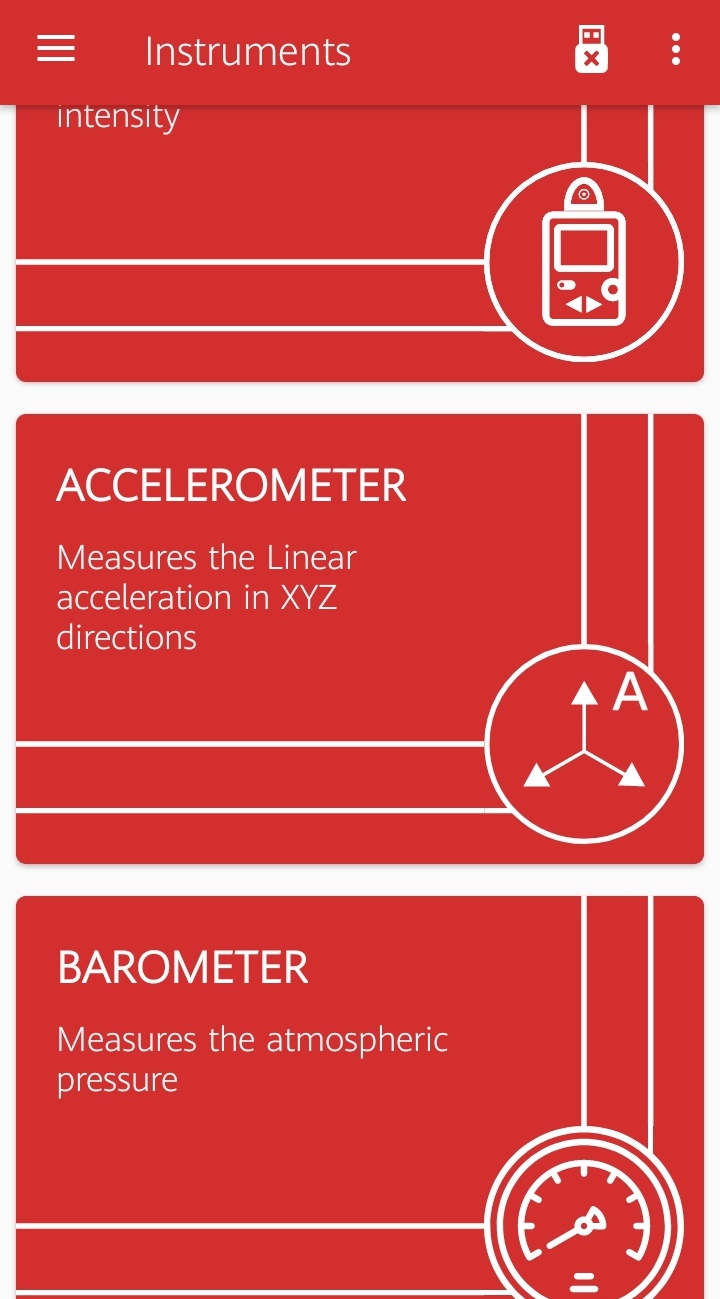 Instruments
intensity
ACCELEROMETER
Measures the Linear
acceleration in XYZ
directions
A
BAROMETER
Measures the atmospheric
pressure